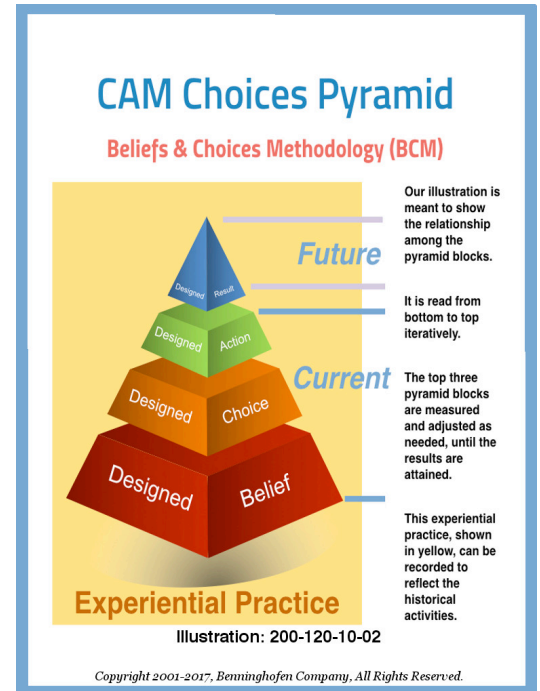 CAM Choices Pyramid
Beliefs & Choices Methodology (BCM)
Our illustration is
meant to show
the relationship
among the
pyramid blocks.
Future
Designed Result
It is read from
bottom to top
iteratively.
Designed Action
Current
The top three
pyramid blocks
are measured
and adjusted as
needed, until the
results are
attained.
Designed Choice
Designed Belief
This experiential
practice, shown
in yellow, can be
recorded to
reflect the
historical
activities.
Experiential Practice
Illustration: 200-120-10-02
Copyright 2001-2017, Benninghofen Company, All Rights Reserved.